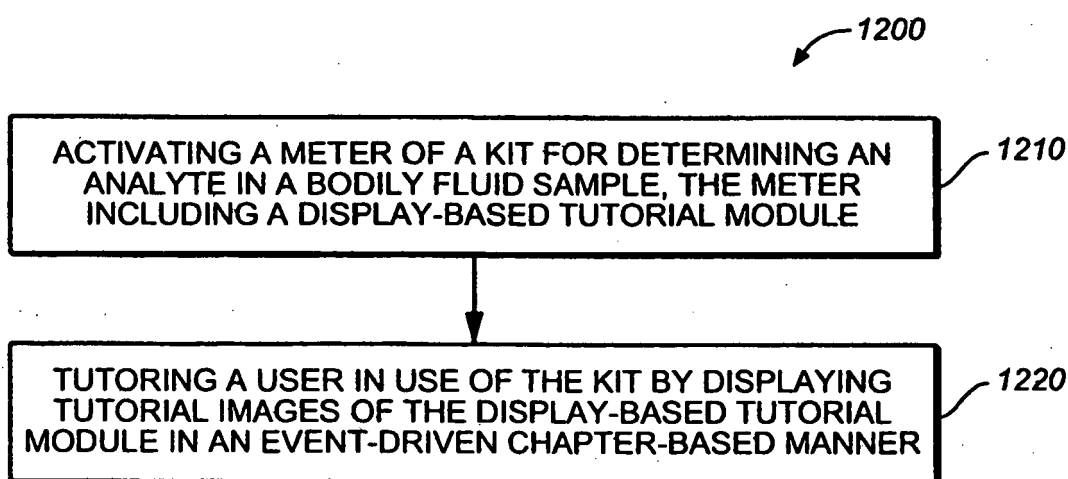 1200
ACTIVATING A METER OF A KIT FOR DETERMINING AN
ANALYTE IN A BODILY FLUID SAMPLE, THE METER
INCLUDING A DISPLAY-BASED TUTORIAL MODULE
1210
TUTORING A USER IN USE OF THE KIT BY DISPLAYING
TUTORIAL IMAGES OF THE DISPLAY-BASED TUTORIAL
MODULE IN AN EVENT-DRIVEN CHAPTER-BASED MANNER
1220